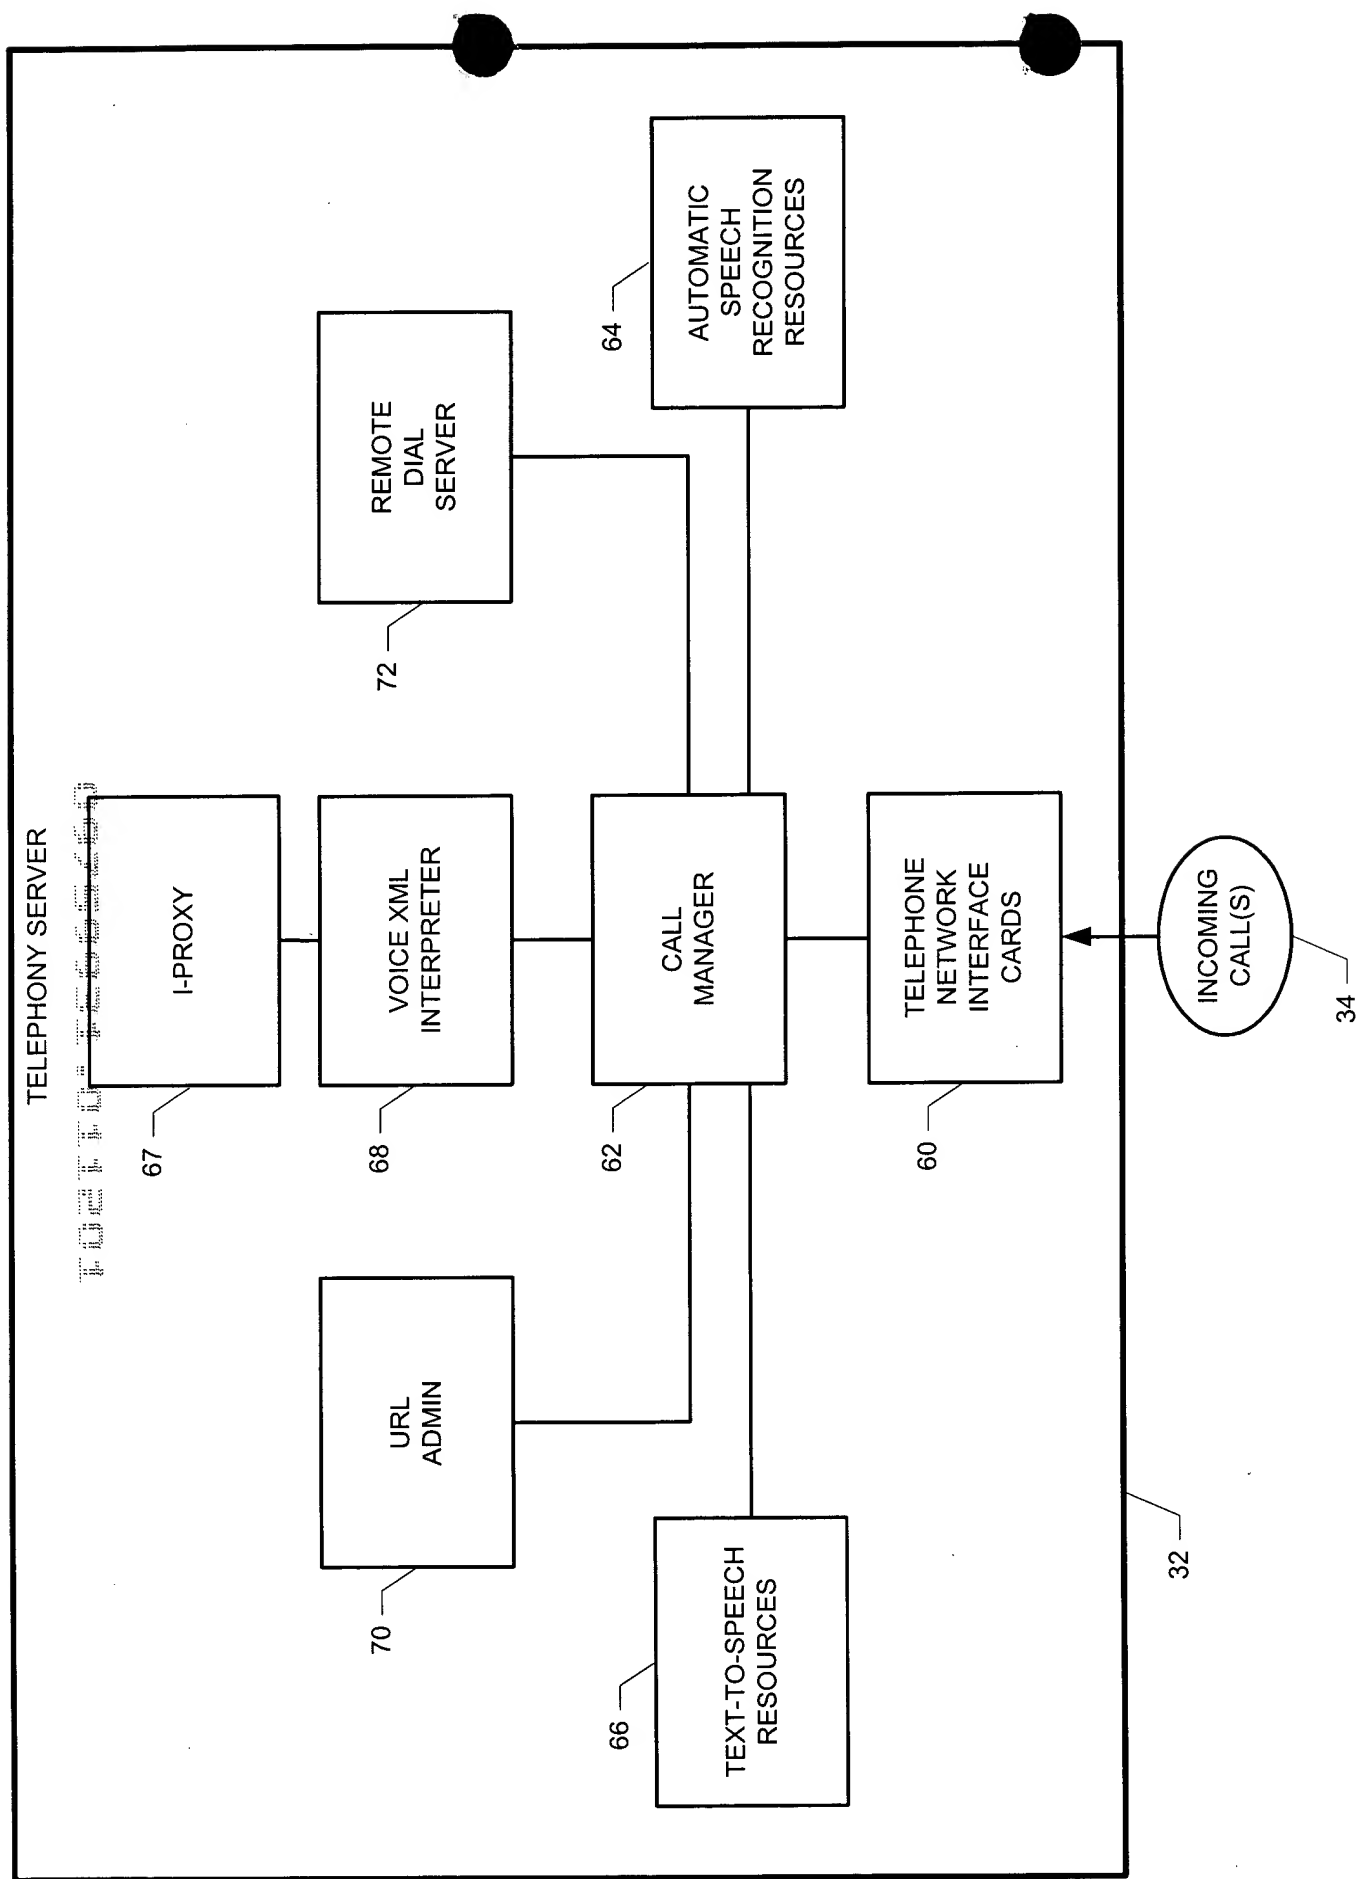 TELEPHONY SERVER
67
I-PROXY
70
URL
ADMIN
68
VOICE XML
INTERPRETER
72
REMOTE
DIAL
SERVER
66
TEXT-TO-SPEECH
RESOURCES
62
CALL
MANAGER
64
AUTOMATIC
SPEECH
RECOGNITION
RESOURCES
60
TELEPHONE
NETWORK
INTERFACE
CARDS
32
INCOMING
CALL(S)
34